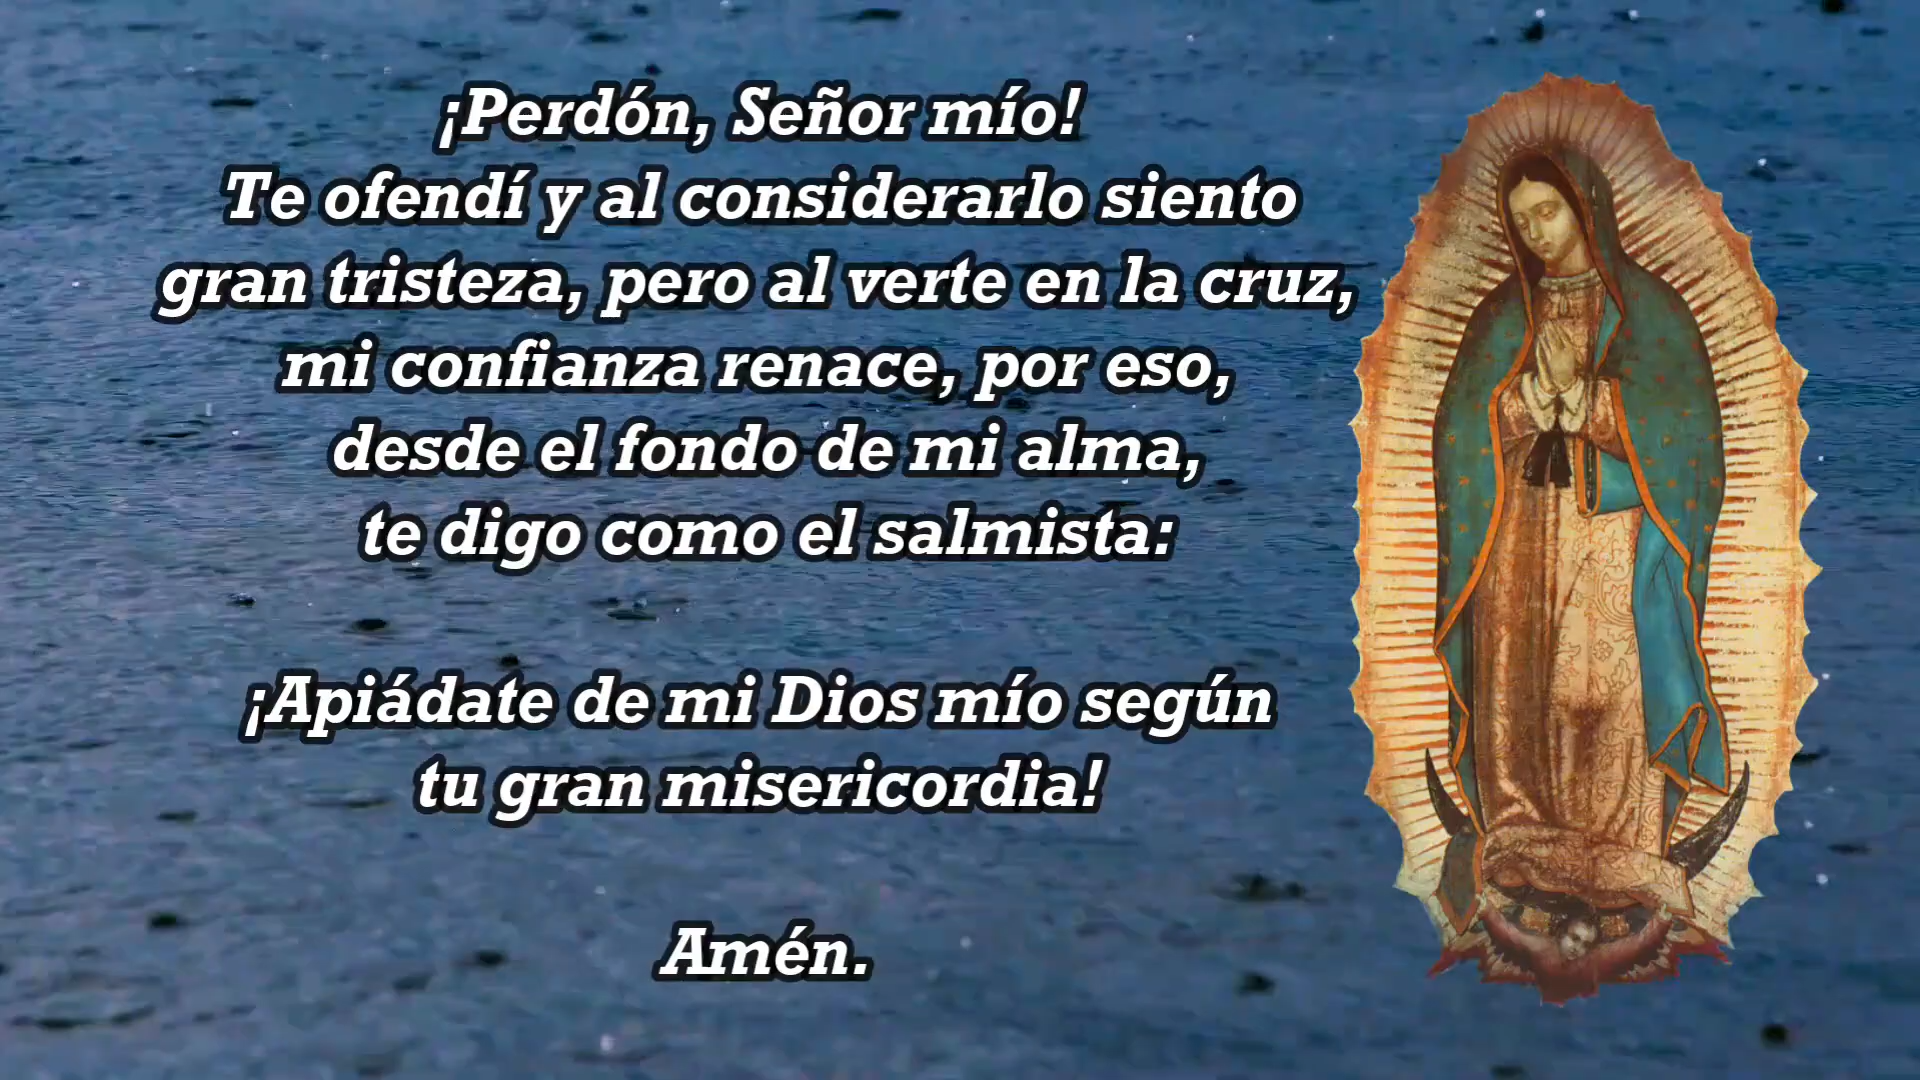 ¡Perdón, Señor mío!
Te ofendí y al considerarlo siento
gran tristeza, pero al verte en la cruz,
mi confianza renace, por eso,
desde el fondo de mi alma,
te digo como el salmista:
¡Apiádate de mi Dios mío según
tu gran misericordia!
Amén.